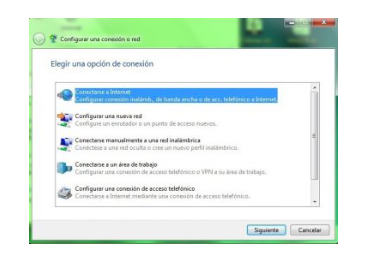 Configurar una conexión o red
Elegir una opción de conexión
Conectarse a Internet
Configurar conexión inalámb., de banda ancha o de acc. telefónico a Internet.
Configurar una nueva red
Configure un enrutador o un punto de acceso nuevos.
Conectarse manualmente a una red inalámbrica
Conéctese a una red oculta o cree un nuevo perfil inalámbrico.
Conectarse a un área de trabajo
Configurar una conexión de acceso telefónico o VPN a su área de trabajo.
Configurar una conexión de acceso telefónico
Conectarse a Internet mediante una conexión de acceso telefónico.
Siguiente Cancelar